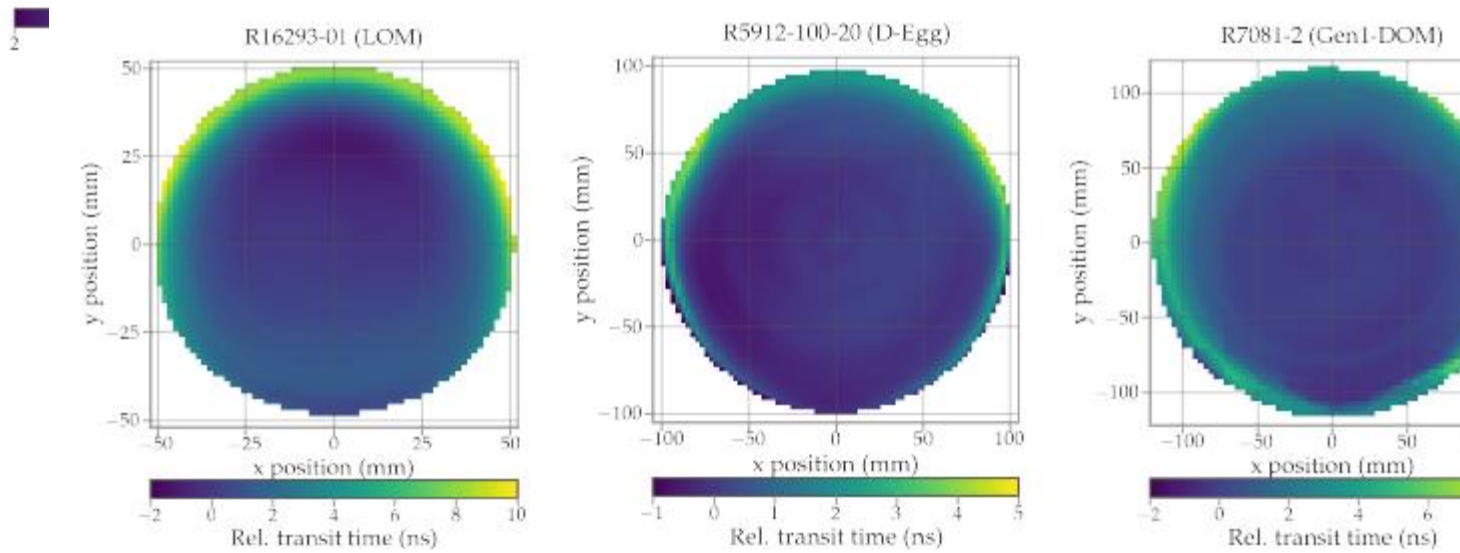 2
R16293-01 (LOM)
50
25
0
−25
−50
y position (mm)
−50 −25 0 25 50
x position (mm)
−2 0 2 4 6 8 10
Rel. transit time (ns)
R5912-100-20 (D-Egg)
100
50
0
−50
−100
y position (mm)
−100 −50 0 50 100
x position (mm)
−1 0 1 2 3 4 5
Rel. transit time (ns)
R7081-2 (Gen1-DOM)
100
50
0
−50
−100
y position (mm)
−100 −50 0 50
x position (mm)
−2 0 2 4 6
Rel. transit time (ns)